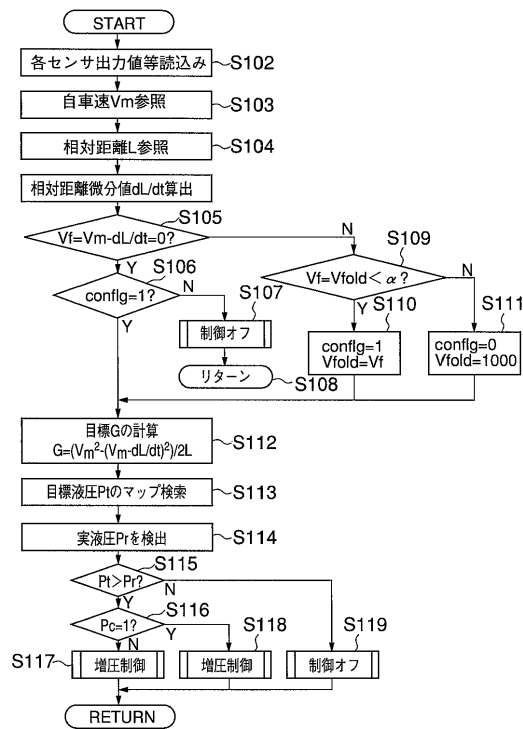 START
各センサ出力値等読込み
S102
自車速Vm参照
S103
相対距離L参照
S104
相対距離微分値dL/dt算出
S105
Vf=Vm-dL/dt=0?
N
Y
S106
conflg=1?
N
Y
S107
制御オフ
リターン
S108
S109
Vf=Vfold<α?
N
Y
S110
conflg=1
Vfold=Vf
S111
conflg=0
Vfold=1000
目標Gの計算
G=(Vm²-(Vm-dL/dt)²)/2L
S112
目標液圧Ptのマップ検索
S113
実液圧Prを検出
S114
S115
Pt>Pr?
N
Y
S116
Pc=1?
Y
N
S117
増圧制御
S118
増圧制御
S119
制御オフ
RETURN